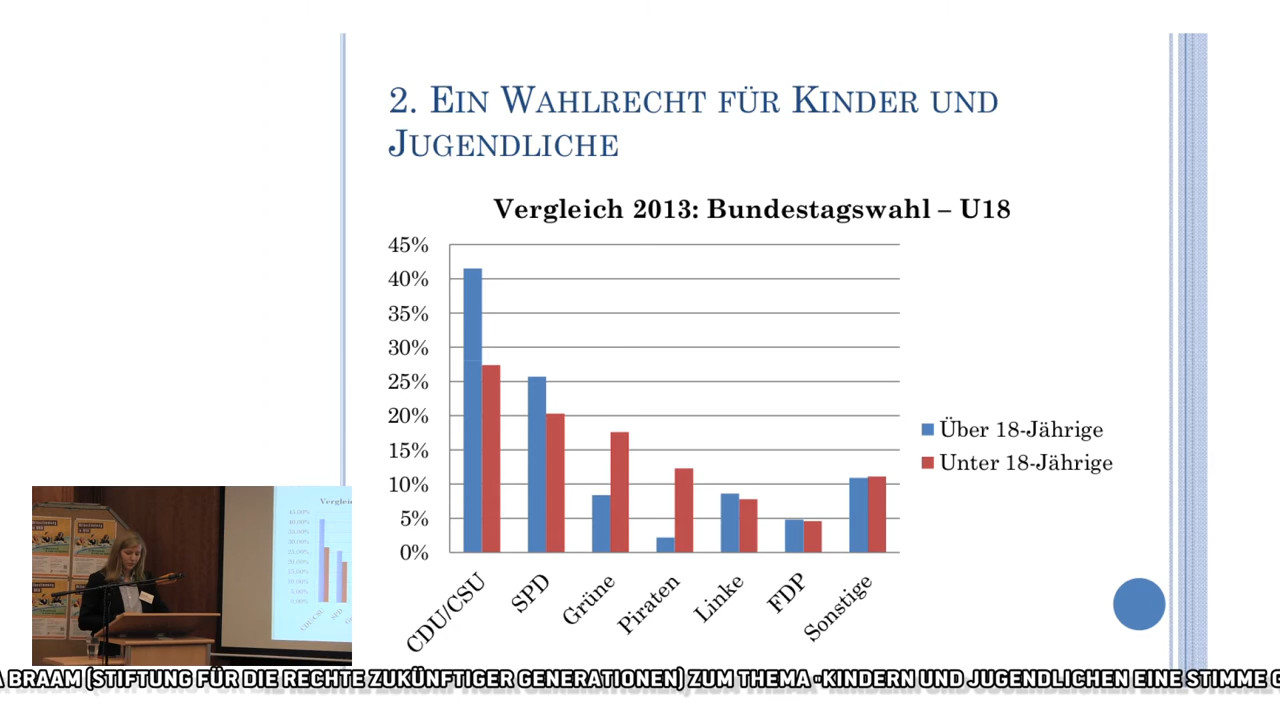 2. EIN WAHLRECHT FÜR KINDER UND
JUGENDLICHE
Vergleich 2013: Bundestagswahl – U18
45%
40%
35%
30%
25%
20%
15%
10%
5%
0%
CDU/CSU
SPD
Grüne
Piraten
Linke
FDP
Sonstige
Über 18-Jährige
Unter 18-Jährige
A BRAAM (STIFTUNG FÜR DIE RECHTE ZUKÜNFTIGER GENERATIONEN) ZUM THEMA "KINDERN UND JUGENDLICHEN EINE STIMME G